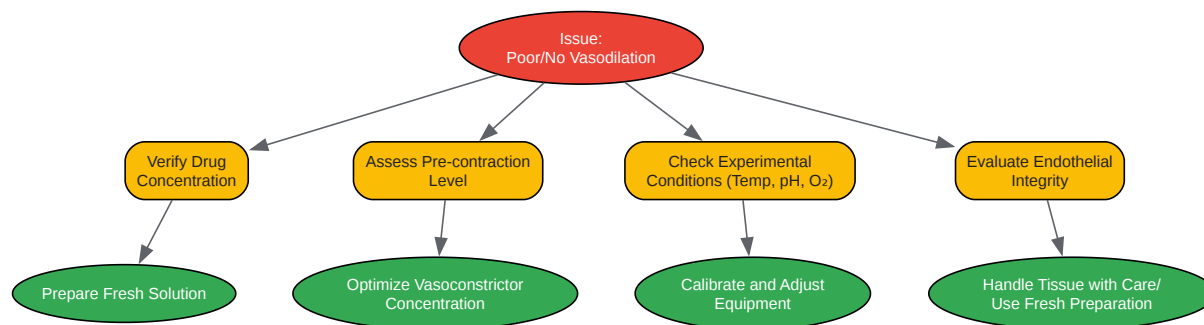 Issue:
Poor/No Vasodilation
Verify Drug
Concentration
Assess Pre-contraction
Level
Check Experimental
Conditions (Temp, pH, O₂)
Evaluate Endothelial
Integrity
Prepare Fresh Solution
Optimize Vasoconstrictor
Concentration
Calibrate and Adjust
Equipment
Handle Tissue with Care/
Use Fresh Preparation